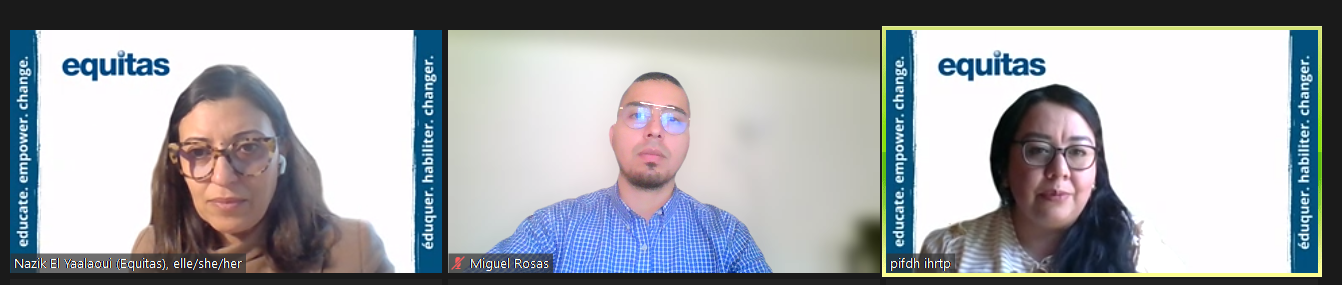 educate. empower. change.
equitas
éduquer. habiliter. changer.
Nazik El Yaalaoui (Equitas), elle/she/her
Miguel Rosas
educate. empower. change.
equitas
éduquer. habiliter. changer.
pifdh ihrtp